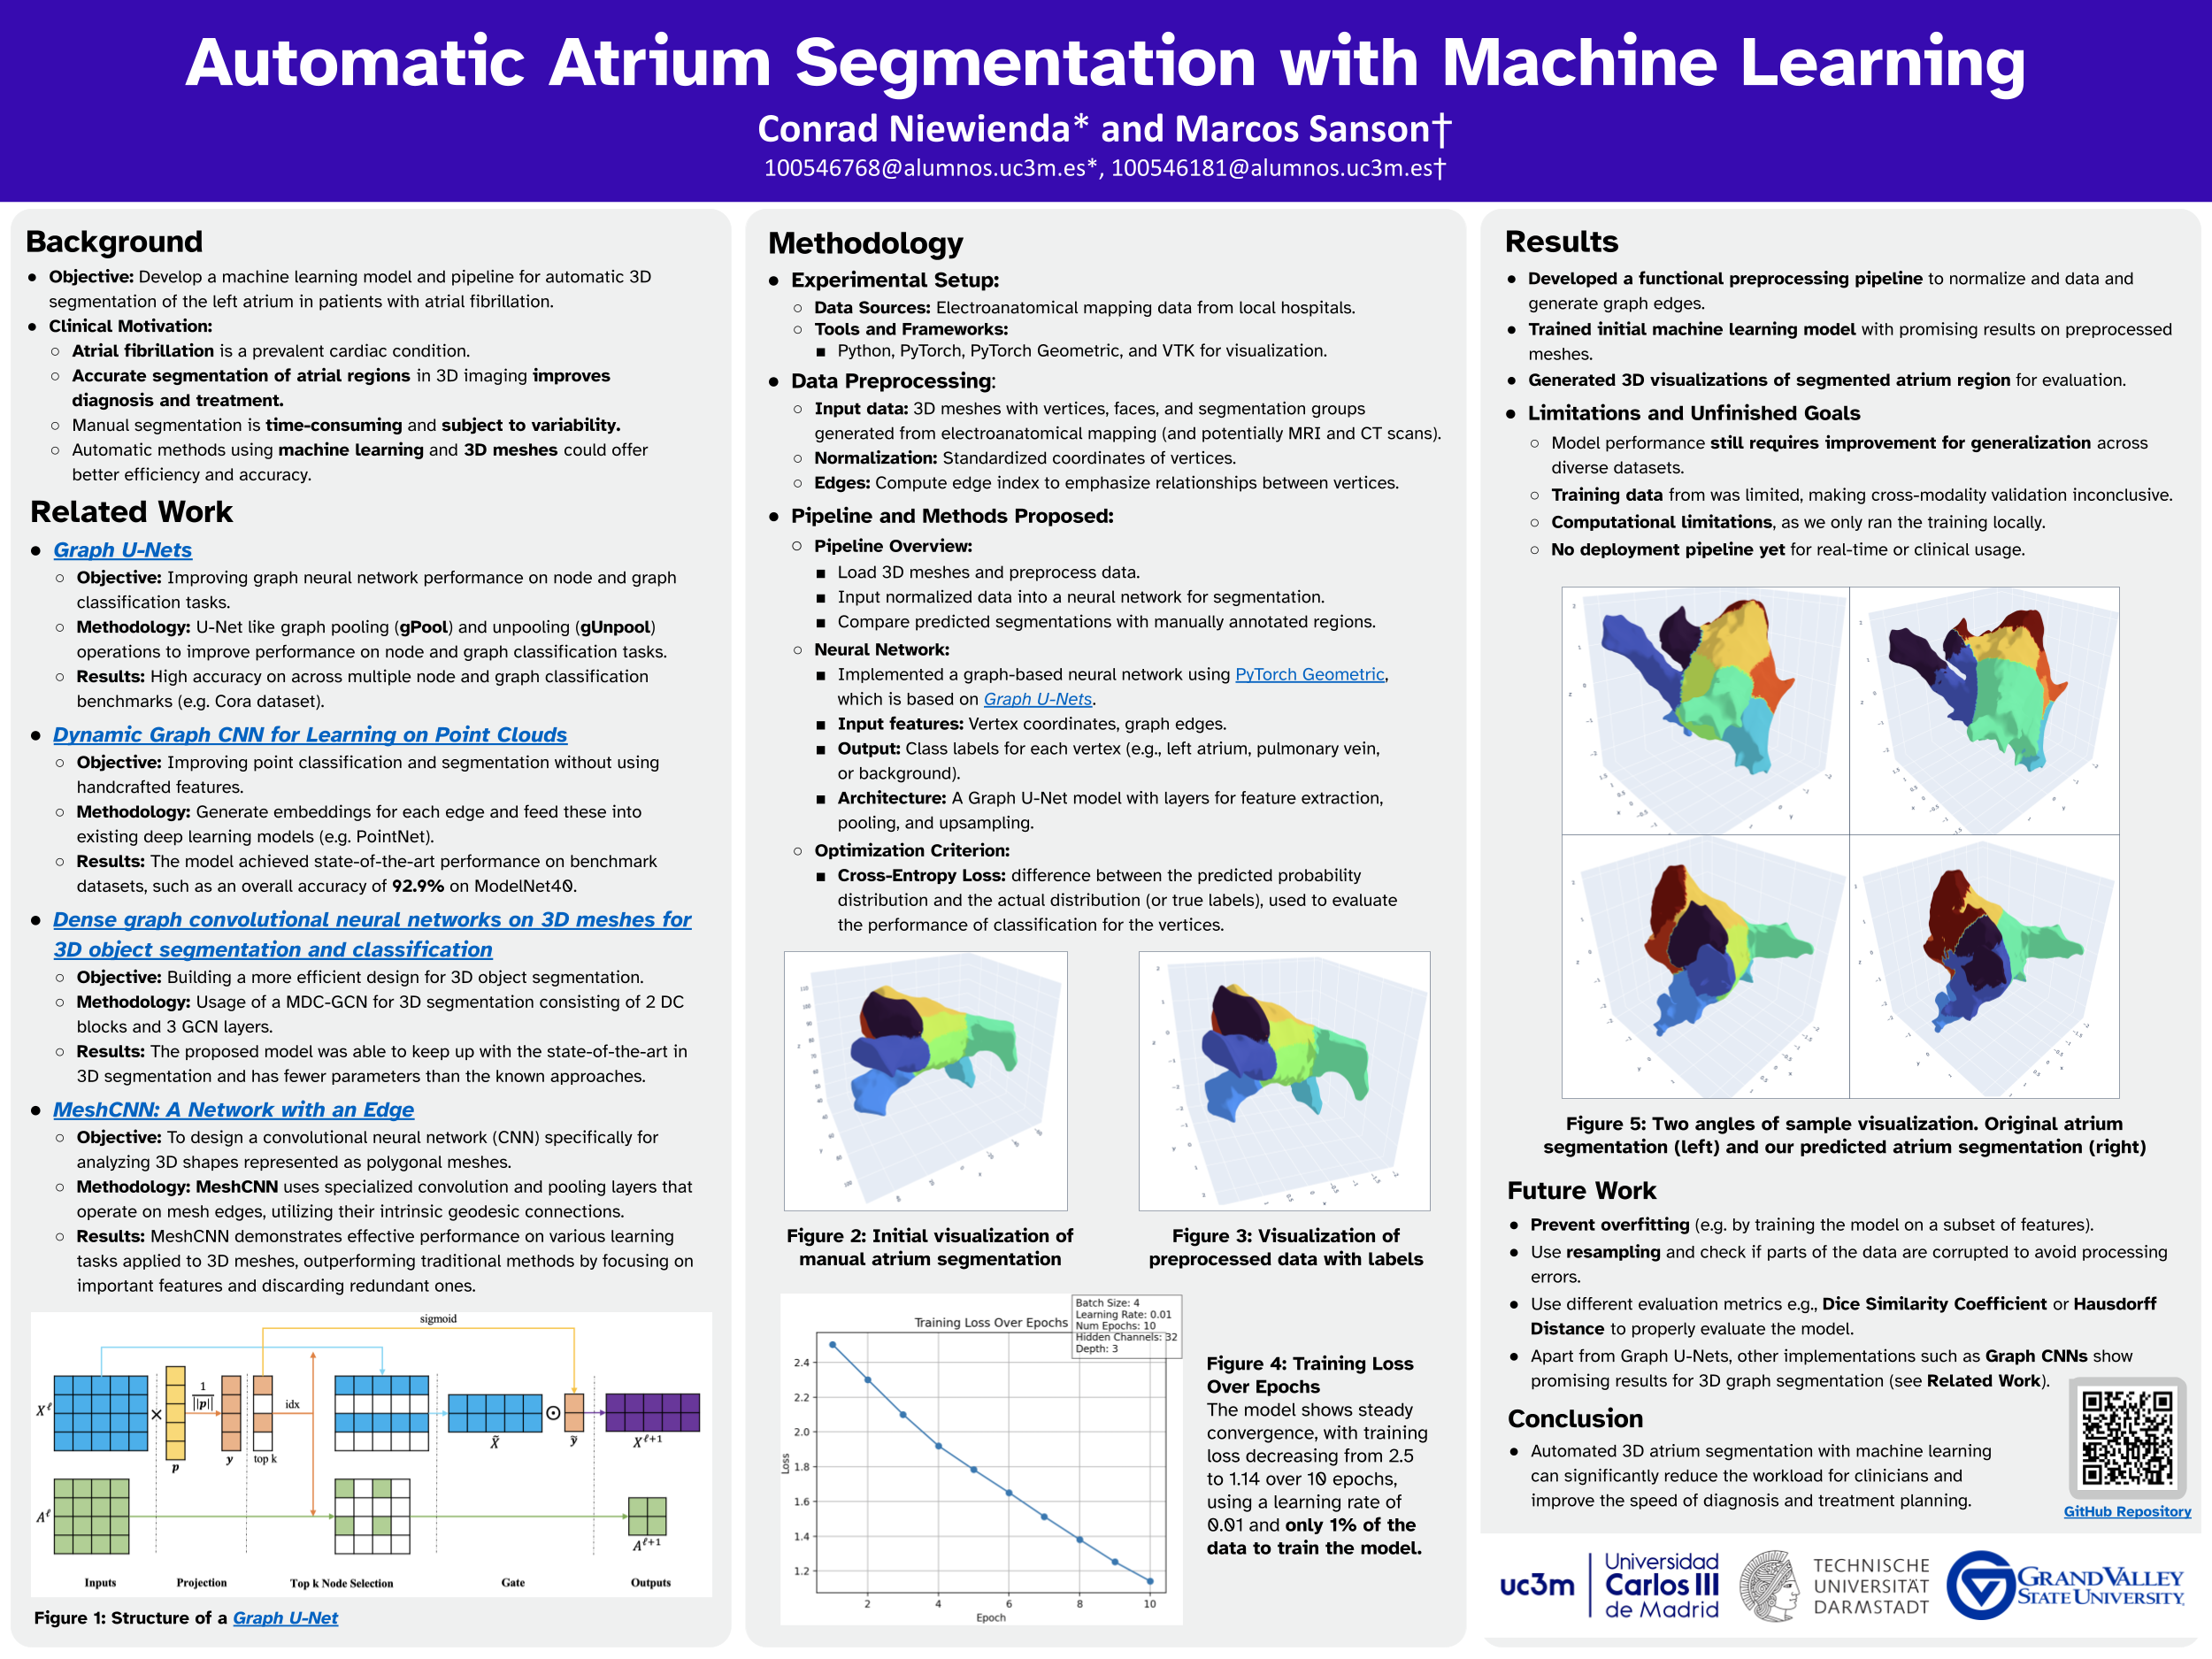 Automatic Atrium Segmentation with Machine Learning
Conrad Niewienda* and Marcos Sanson†
100546768@alumnos.uc3m.es*, 100546181@alumnos.uc3m.es†
Background
● Objective: Develop a machine learning model and pipeline for automatic 3D
segmentation of the left atrium in patients with atrial fibrillation.
● Clinical Motivation:
○ Atrial fibrillation is a prevalent cardiac condition.
○ Accurate segmentation of atrial regions in 3D imaging improves
diagnosis and treatment.
○ Manual segmentation is time-consuming and subject to variability.
○ Automatic methods using machine learning and 3D meshes could offer
better efficiency and accuracy.
Related Work
● Graph U-Nets
○ Objective: Improving graph neural network performance on node and graph
classification tasks.
○ Methodology: U-Net like graph pooling (gPool) and unpooling (gUnpool)
operations to improve performance on node and graph classification tasks.
○ Results: High accuracy on across multiple node and graph classification
benchmarks (e.g. Cora dataset).
● Dynamic Graph CNN for Learning on Point Clouds
○ Objective: Improving point classification and segmentation without using
handcrafted features.
○ Methodology: Generate embeddings for each edge and feed these into
existing deep learning models (e.g. PointNet).
○ Results: The model achieved state-of-the-art performance on benchmark
datasets, such as an overall accuracy of 92.9% on ModelNet40.
● Dense graph convolutional neural networks on 3D meshes for
3D object segmentation and classification
○ Objective: Building a more efficient design for 3D object segmentation.
○ Methodology: Usage of a MDC-GCN for 3D segmentation consisting of 2 DC
blocks and 3 GCN layers.
○ Results: The proposed model was able to keep up with the state-of-the-art in
3D segmentation and has fewer parameters than the known approaches.
● MeshCNN: A Network with an Edge
○ Objective: To design a convolutional neural network (CNN) specifically for
analyzing 3D shapes represented as polygonal meshes.
○ Methodology: MeshCNN uses specialized convolution and pooling layers that
operate on mesh edges, utilizing their intrinsic geodesic connections.
○ Results: MeshCNN demonstrates effective performance on various learning
tasks applied to 3D meshes, outperforming traditional methods by focusing on
important features and discarding redundant ones.
sigmoid
Xℓ × p 1/||p|| y top k idx X̃ ⊙ ỹ Xℓ+1
Aℓ Aℓ+1
Inputs Projection Top k Node Selection Gate Outputs
Figure 1: Structure of a Graph U-Net
Methodology
● Experimental Setup:
○ Data Sources: Electroanatomical mapping data from local hospitals.
○ Tools and Frameworks:
■ Python, PyTorch, PyTorch Geometric, and VTK for visualization.
● Data Preprocessing:
○ Input data: 3D meshes with vertices, faces, and segmentation groups
generated from electroanatomical mapping (and potentially MRI and CT scans).
○ Normalization: Standardized coordinates of vertices.
○ Edges: Compute edge index to emphasize relationships between vertices.
● Pipeline and Methods Proposed:
○ Pipeline Overview:
■ Load 3D meshes and preprocess data.
■ Input normalized data into a neural network for segmentation.
■ Compare predicted segmentations with manually annotated regions.
○ Neural Network:
■ Implemented a graph-based neural network using PyTorch Geometric,
which is based on Graph U-Nets.
■ Input features: Vertex coordinates, graph edges.
■ Output: Class labels for each vertex (e.g., left atrium, pulmonary vein,
or background).
■ Architecture: A Graph U-Net model with layers for feature extraction,
pooling, and upsampling.
○ Optimization Criterion:
■ Cross-Entropy Loss: difference between the predicted probability
distribution and the actual distribution (or true labels), used to evaluate
the performance of classification for the vertices.
Figure 2: Initial visualization of
manual atrium segmentation
Figure 3: Visualization of
preprocessed data with labels
Training Loss Over Epochs
Batch Size: 4
Learning Rate: 0.01
Num Epochs: 10
Hidden Channels: 32
Depth: 3
2.4
2.2
2.0
1.8
1.6
1.4
1.2
Loss
2 4 6 8 10
Epoch
Figure 4: Training Loss
Over Epochs
The model shows steady
convergence, with training
loss decreasing from 2.5
to 1.14 over 10 epochs,
using a learning rate of
0.01 and only 1% of the
data to train the model.
Results
● Developed a functional preprocessing pipeline to normalize and data and
generate graph edges.
● Trained initial machine learning model with promising results on preprocessed
meshes.
● Generated 3D visualizations of segmented atrium region for evaluation.
● Limitations and Unfinished Goals
○ Model performance still requires improvement for generalization across
diverse datasets.
○ Training data from was limited, making cross-modality validation inconclusive.
○ Computational limitations, as we only ran the training locally.
○ No deployment pipeline yet for real-time or clinical usage.
Figure 5: Two angles of sample visualization. Original atrium
segmentation (left) and our predicted atrium segmentation (right)
Future Work
● Prevent overfitting (e.g. by training the model on a subset of features).
● Use resampling and check if parts of the data are corrupted to avoid processing
errors.
● Use different evaluation metrics e.g., Dice Similarity Coefficient or Hausdorff
Distance to properly evaluate the model.
● Apart from Graph U-Nets, other implementations such as Graph CNNs show
promising results for 3D graph segmentation (see Related Work).
Conclusion
● Automated 3D atrium segmentation with machine learning
can significantly reduce the workload for clinicians and
improve the speed of diagnosis and treatment planning.
GitHub Repository
uc3m
Universidad
Carlos III
de Madrid
TECHNISCHE
UNIVERSITÄT
DARMSTADT
GRAND VALLEY
STATE UNIVERSITY